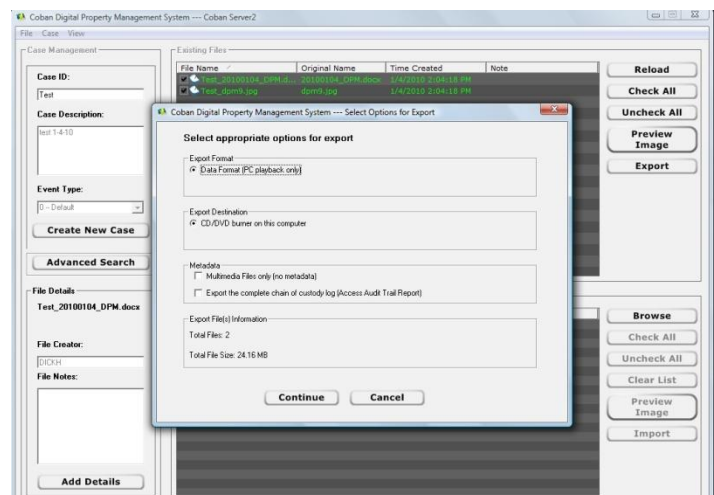 Coban Digital Property Management System --- Coban Server2
File Case View
Case Management
Case ID:
Test
Case Description:
test 1-4-10
Event Type:
0 - Default
Create New Case
Advanced Search
File Details
Test_20100104_DPM.docx
File Creator:
DICKH
File Notes:
Add Details
Existing Files
File Name Original Name Time Created Note
Test_20100104_DPM.d... 20100104_DPM.docx 1/4/2010 2:04:18 PM
Test_dpm9.jpg dpm9.jpg 1/4/2010 2:04:18 PM
Reload
Check All
Uncheck All
Preview
Image
Export
Coban Digital Property Management System --- Select Options for Export
Select appropriate options for export
Export Format
Data Format (PC playback only)
Export Destination
CD/DVD burner on this computer
Metadata
Multimedia Files only (no metadata)
Export the complete chain of custody log (Access Audit Trail Report)
Export File(s) Information
Total Files: 2
Total File Size: 24.16 MB
Continue Cancel
Browse
Check All
Uncheck All
Clear List
Preview
Image
Import